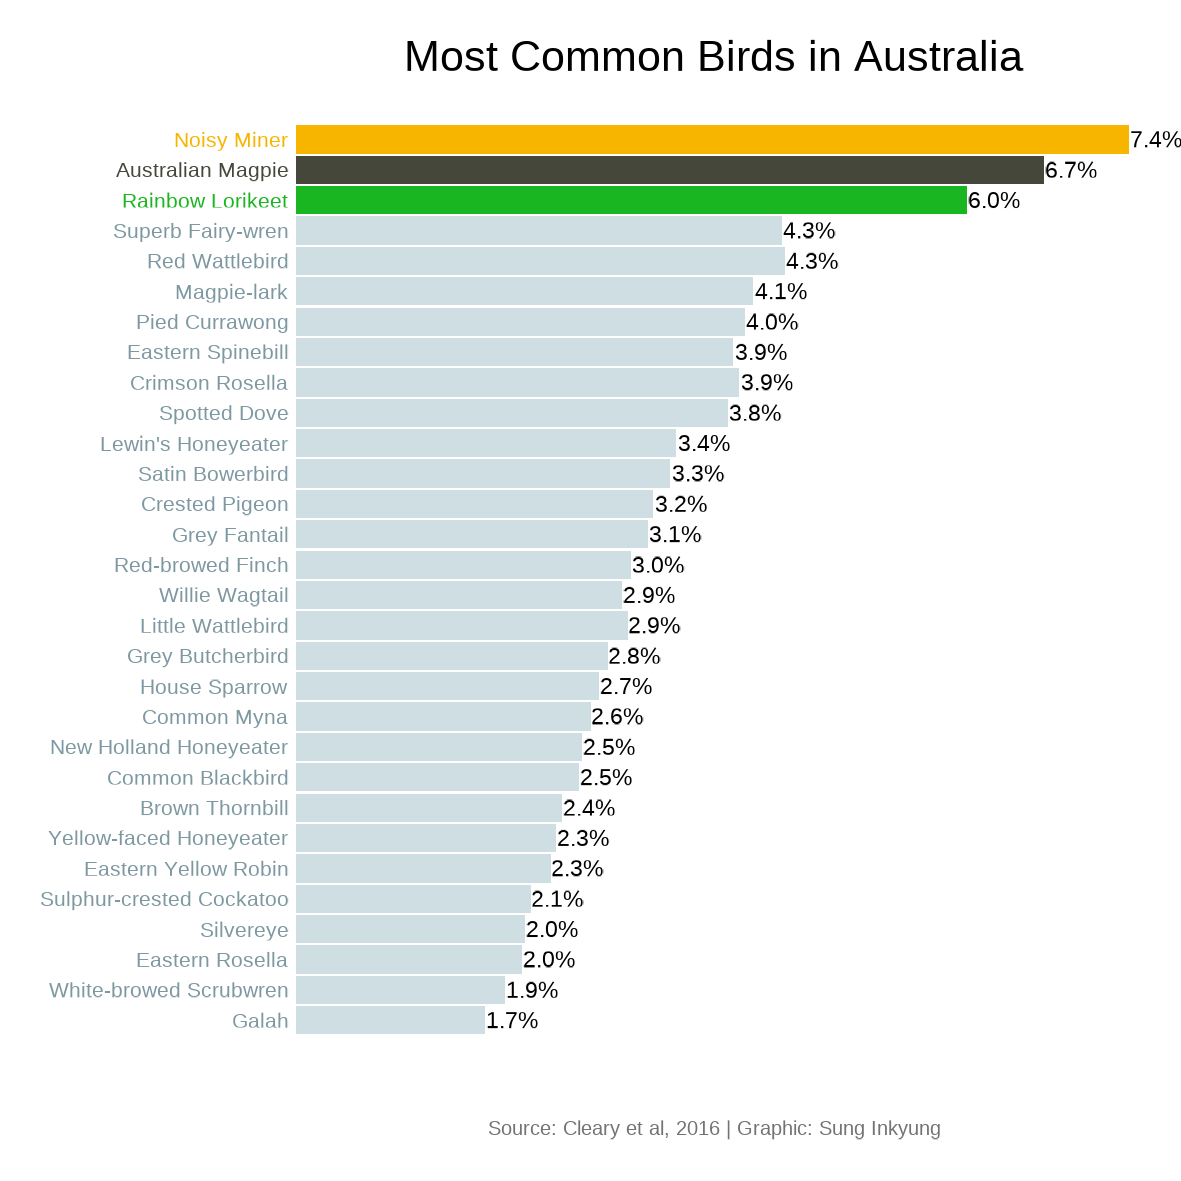 Most Common Birds in Australia
Noisy Miner 7.4%
Australian Magpie 6.7%
Rainbow Lorikeet 6.0%
Superb Fairy-wren 4.3%
Red Wattlebird 4.3%
Magpie-lark 4.1%
Pied Currawong 4.0%
Eastern Spinebill 3.9%
Crimson Rosella 3.9%
Spotted Dove 3.8%
Lewin's Honeyeater 3.4%
Satin Bowerbird 3.3%
Crested Pigeon 3.2%
Grey Fantail 3.1%
Red-browed Finch 3.0%
Willie Wagtail 2.9%
Little Wattlebird 2.9%
Grey Butcherbird 2.8%
House Sparrow 2.7%
Common Myna 2.6%
New Holland Honeyeater 2.5%
Common Blackbird 2.5%
Brown Thornbill 2.4%
Yellow-faced Honeyeater 2.3%
Eastern Yellow Robin 2.3%
Sulphur-crested Cockatoo 2.1%
Silvereye 2.0%
Eastern Rosella 2.0%
White-browed Scrubwren 1.9%
Galah 1.7%
Source: Cleary et al, 2016 | Graphic: Sung Inkyung